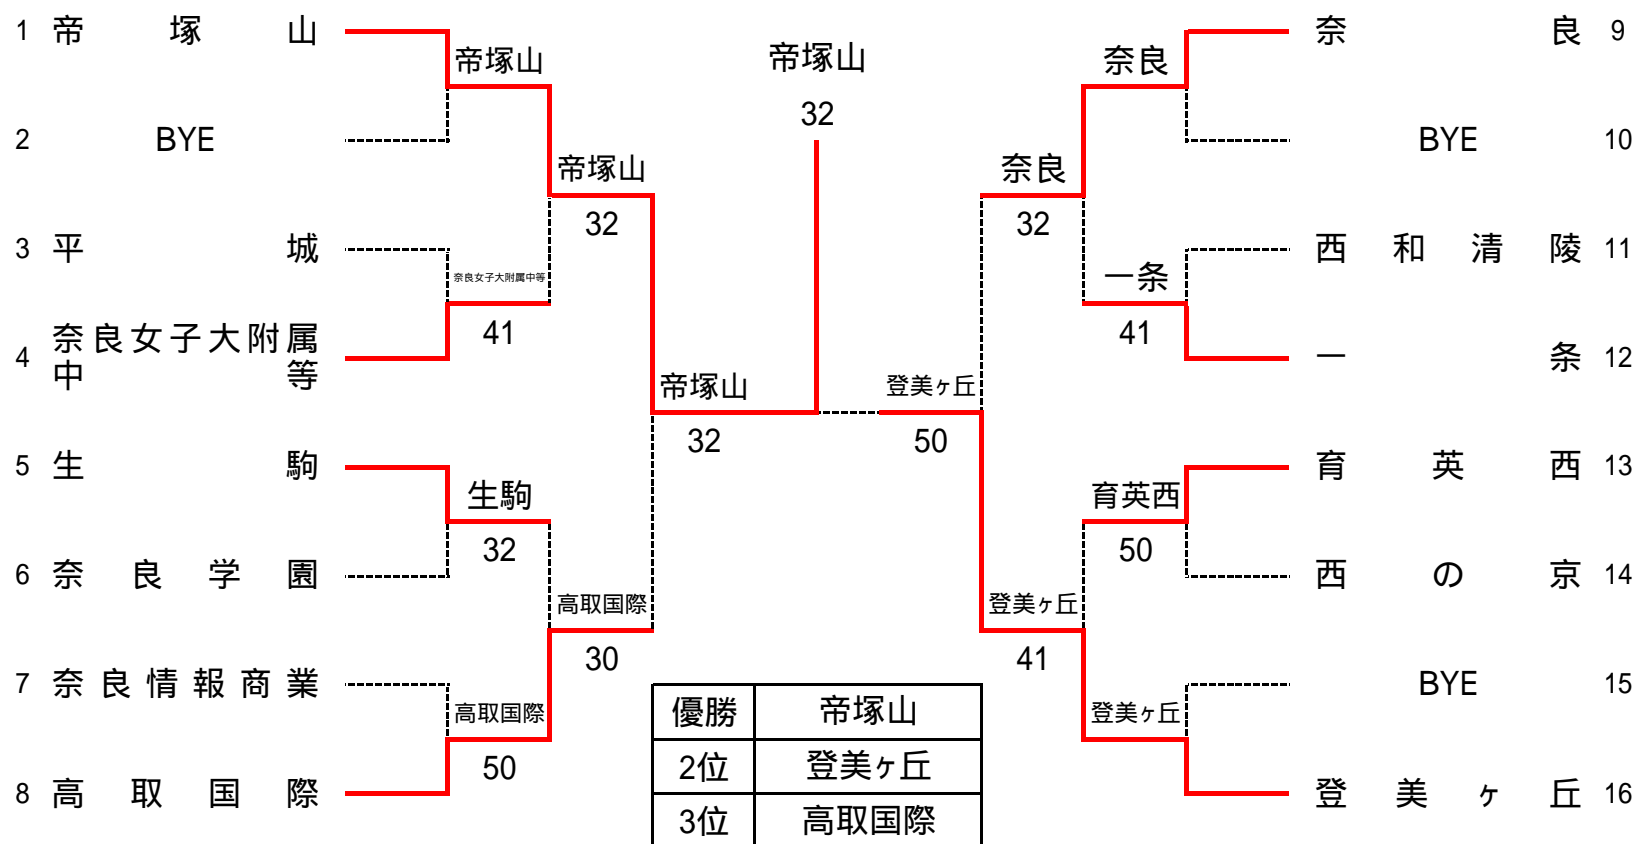 1 帝塚山
帝塚山
帝塚山
32
奈良
奈良 9
2 BYE
BYE 10
帝塚山
32
奈良
32
3 平城
西和清陵 11
奈良女子大附属中等
41
一条
41
4 奈良女子大附属
中等
一条 12
帝塚山
32
登美ヶ丘
50
5 生駒
育英西 13
生駒
32
育英西
50
6 奈良学園
西の京 14
高取国際
30
登美ヶ丘
41
7 奈良情報商業
BYE 15
高取国際
50
登美ヶ丘
8 高取国際
登美ヶ丘 16
優勝 帝塚山
2位 登美ヶ丘
3位 高取国際